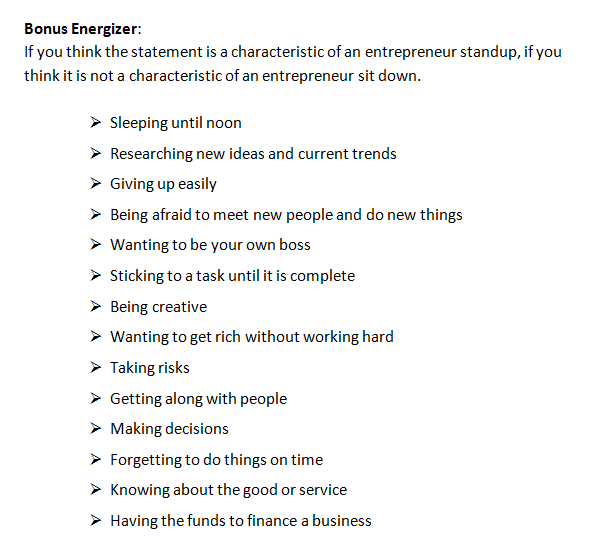 Bonus Energizer:
If you think the statement is a characteristic of an entrepreneur standup, if you
think it is not a characteristic of an entrepreneur sit down.
➢ Sleeping until noon
➢ Researching new ideas and current trends
➢ Giving up easily
➢ Being afraid to meet new people and do new things
➢ Wanting to be your own boss
➢ Sticking to a task until it is complete
➢ Being creative
➢ Wanting to get rich without working hard
➢ Taking risks
➢ Getting along with people
➢ Making decisions
➢ Forgetting to do things on time
➢ Knowing about the good or service
➢ Having the funds to finance a business